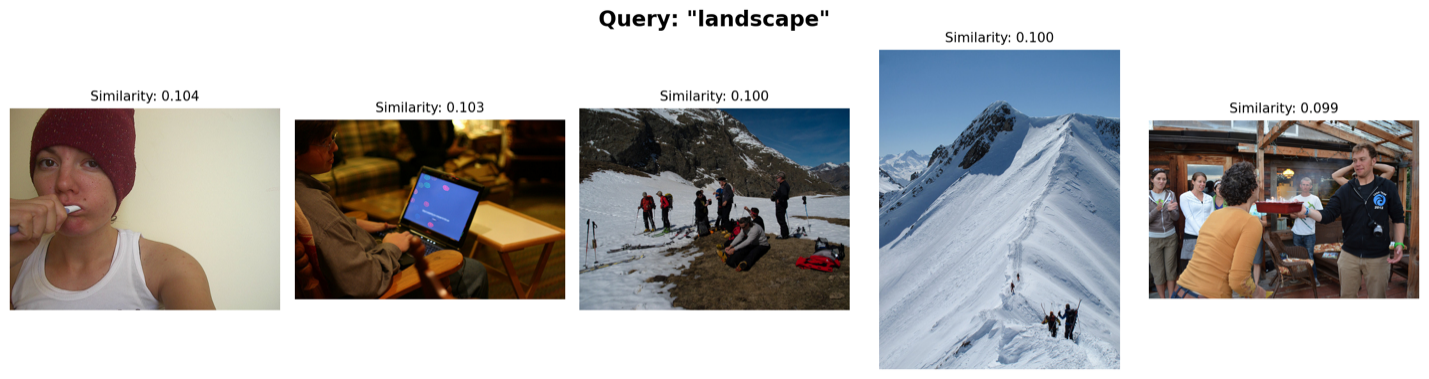 Query: "landscape"
Similarity: 0.104
Similarity: 0.103
Similarity: 0.100
Similarity: 0.100
Similarity: 0.099